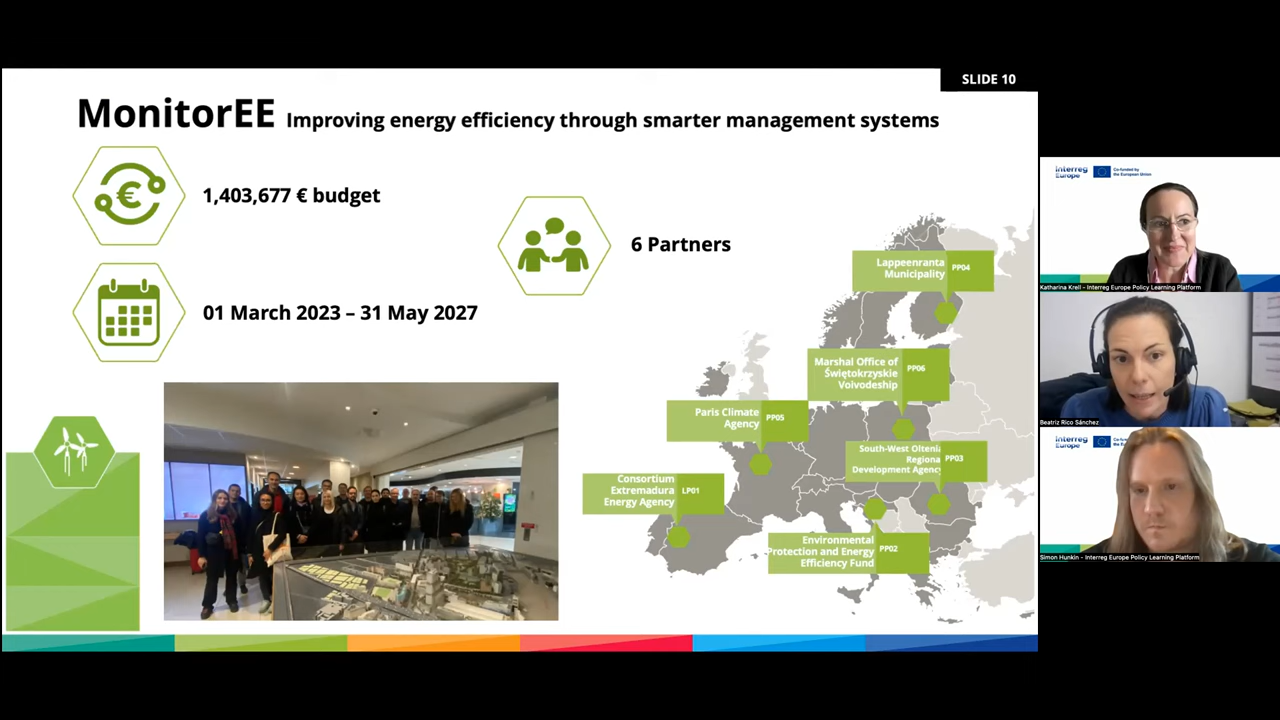 SLIDE 10
MonitorEE Improving energy efficiency through smarter management systems
1,403,677 € budget
6 Partners
01 March 2023 – 31 May 2027
Lappeenranta
Municipality
PP04
Marshal Office of
Świętokrzyskie
Voivodeship
PP06
Paris Climate
Agency
PP05
South-West Oltenia
Regional
Development Agency
PP03
Consortium
Extremadura
Energy Agency
LP01
Environmental
Protection and Energy
Efficiency Fund
PP02
Interreg
Europe
Co-funded by
the European Union
Katharina Krell - Interreg Europe Policy Learning Platform
Beatriz Rico Sánchez
Interreg
Europe
Simon Hunkin - Interreg Europe Policy Learning Platform